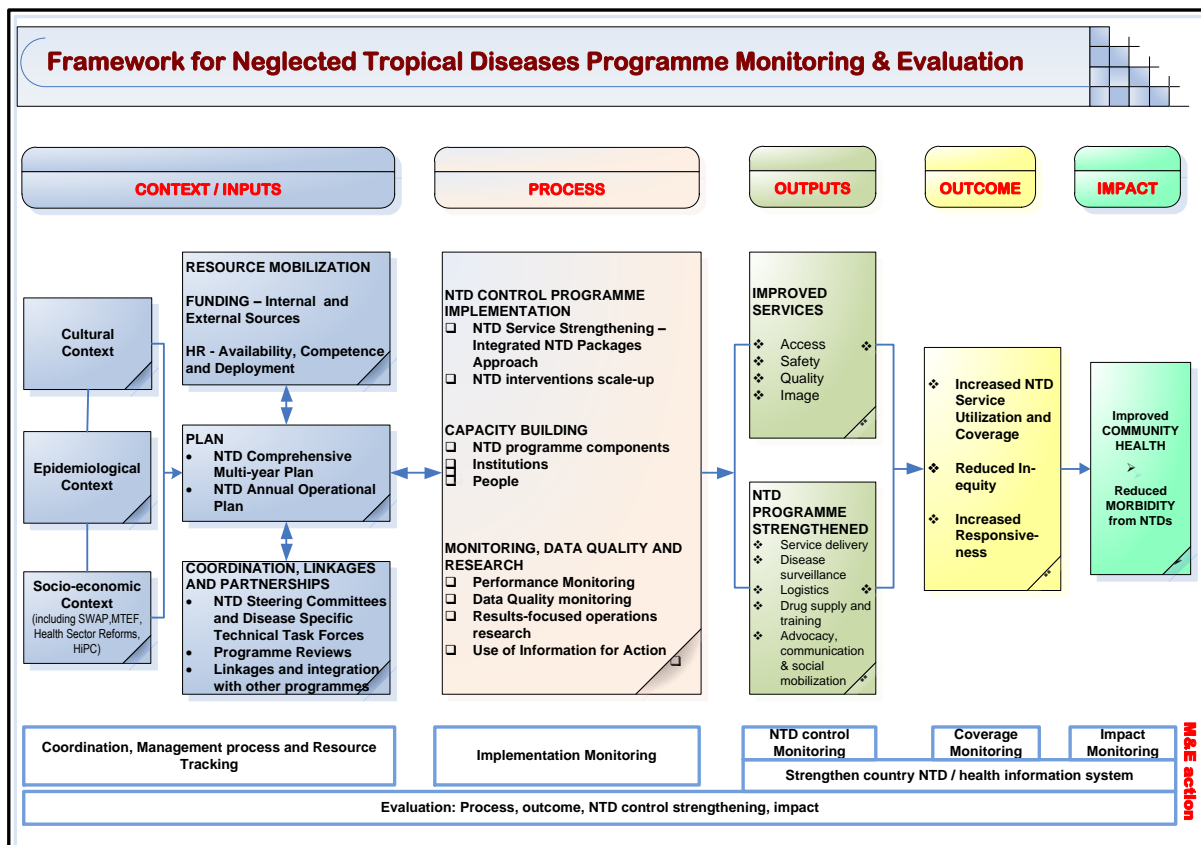 Framework for Neglected Tropical Diseases Programme Monitoring & Evaluation
CONTEXT / INPUTS
PROCESS
OUTPUTS
OUTCOME
IMPACT
Cultural
Context
Epidemiological
Context
Socio-economic
Context
(including SWAP,MTEF,
Health Sector Reforms,
HiPC)
RESOURCE MOBILIZATION
FUNDING – Internal and
External Sources
HR - Availability, Competence
and Deployment
PLAN
• NTD Comprehensive
Multi-year Plan
• NTD Annual Operational
Plan
COORDINATION, LINKAGES
AND PARTNERSHIPS
• NTD Steering Committees
and Disease Specific
Technical Task Forces
• Programme Reviews
• Linkages and integration
with other programmes
NTD CONTROL PROGRAMME
IMPLEMENTATION
❑ NTD Service Strengthening –
Integrated NTD Packages
Approach
❑ NTD interventions scale-up
CAPACITY BUILDING
❑ NTD programme components
❑ Institutions
❑ People
MONITORING, DATA QUALITY AND
RESEARCH
❑ Performance Monitoring
❑ Data Quality monitoring
❑ Results-focused operations
research
❑ Use of Information for Action
❑
IMPROVED
SERVICES
❖ Access
❖ Safety
❖ Quality
❖ Image
NTD
PROGRAMME
STRENGTHENED
❖ Service delivery
❖ Disease
surveillance
❖ Logistics
❖ Drug supply and
training
❖ Advocacy,
communication
& social
mobilization
❖ Increased NTD
Service
Utilization and
Coverage
❖ Reduced In-
equity
❖ Increased
Responsive-
ness
Improved
COMMUNITY
HEALTH
➢
Reduced
MORBIDITY
from NTDs
Coordination, Management process and Resource
Tracking
Implementation Monitoring
NTD control
Monitoring
Coverage
Monitoring
Impact
Monitoring
Strengthen country NTD / health information system
Evaluation: Process, outcome, NTD control strengthening, impact
M&E action